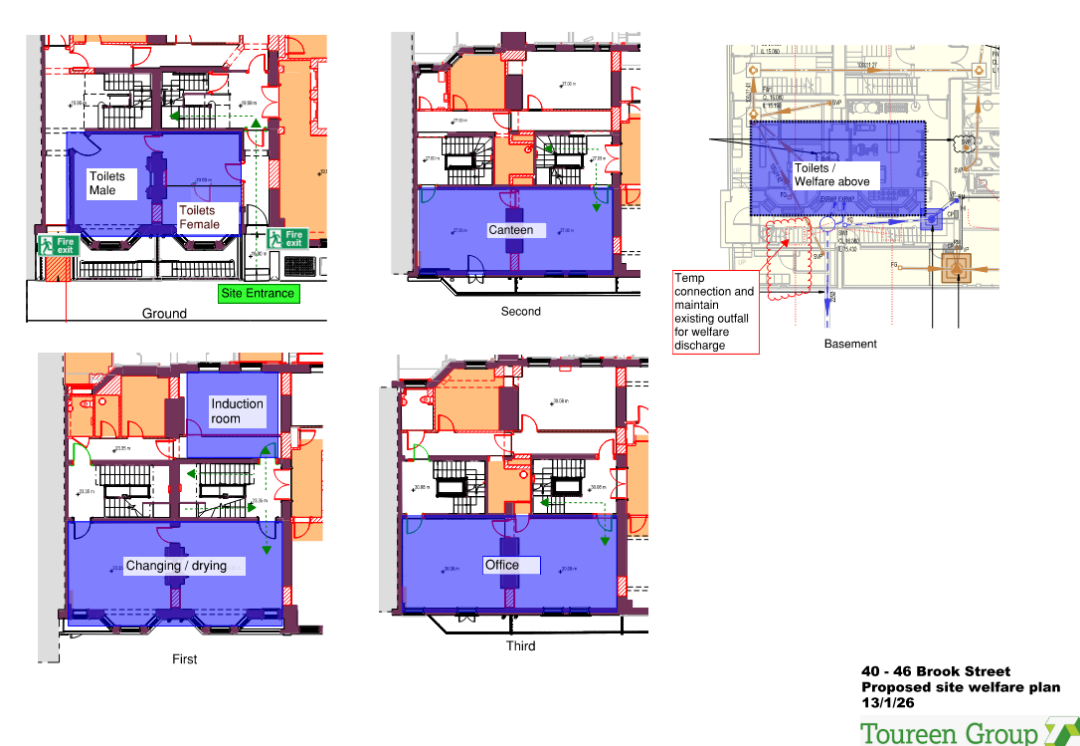 Toilets
Male
Toilets
Female
Fire
exit
Fire
exit
Site Entrance
Ground
Canteen
Second
Toilets /
Welfare above
Temp
connection and
maintain
existing outfall
for welfare
discharge
Basement
Induction
room
Changing / drying
First
Office
Third
40 - 46 Brook Street
Proposed site welfare plan
13/1/26
Toureen Group